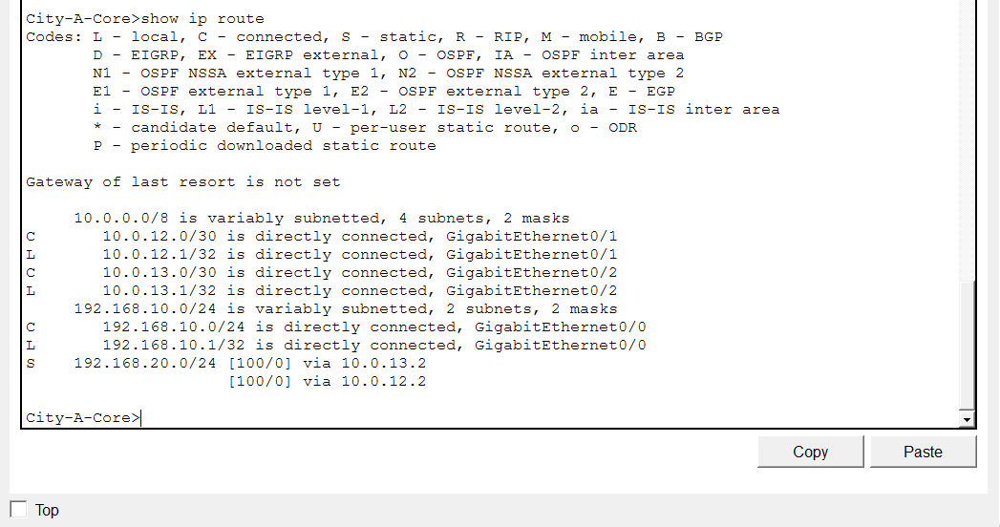 City-A-Core>show ip route
Codes: L - local, C - connected, S - static, R - RIP, M - mobile, B - BGP
D - EIGRP, EX - EIGRP external, O - OSPF, IA - OSPF inter area
N1 - OSPF NSSA external type 1, N2 - OSPF NSSA external type 2
E1 - OSPF external type 1, E2 - OSPF external type 2, E - EGP
i - IS-IS, L1 - IS-IS level-1, L2 - IS-IS level-2, ia - IS-IS inter area
* - candidate default, U - per-user static route, o - ODR
P - periodic downloaded static route
Gateway of last resort is not set
10.0.0.0/8 is variably subnetted, 4 subnets, 2 masks
C 10.0.12.0/30 is directly connected, GigabitEthernet0/1
L 10.0.12.1/32 is directly connected, GigabitEthernet0/1
C 10.0.13.0/30 is directly connected, GigabitEthernet0/2
L 10.0.13.1/32 is directly connected, GigabitEthernet0/2
192.168.10.0/24 is variably subnetted, 2 subnets, 2 masks
C 192.168.10.0/24 is directly connected, GigabitEthernet0/0
L 192.168.10.1/32 is directly connected, GigabitEthernet0/0
S 192.168.20.0/24 [100/0] via 10.0.13.2
[100/0] via 10.0.12.2
City-A-Core>
Copy Paste
Top